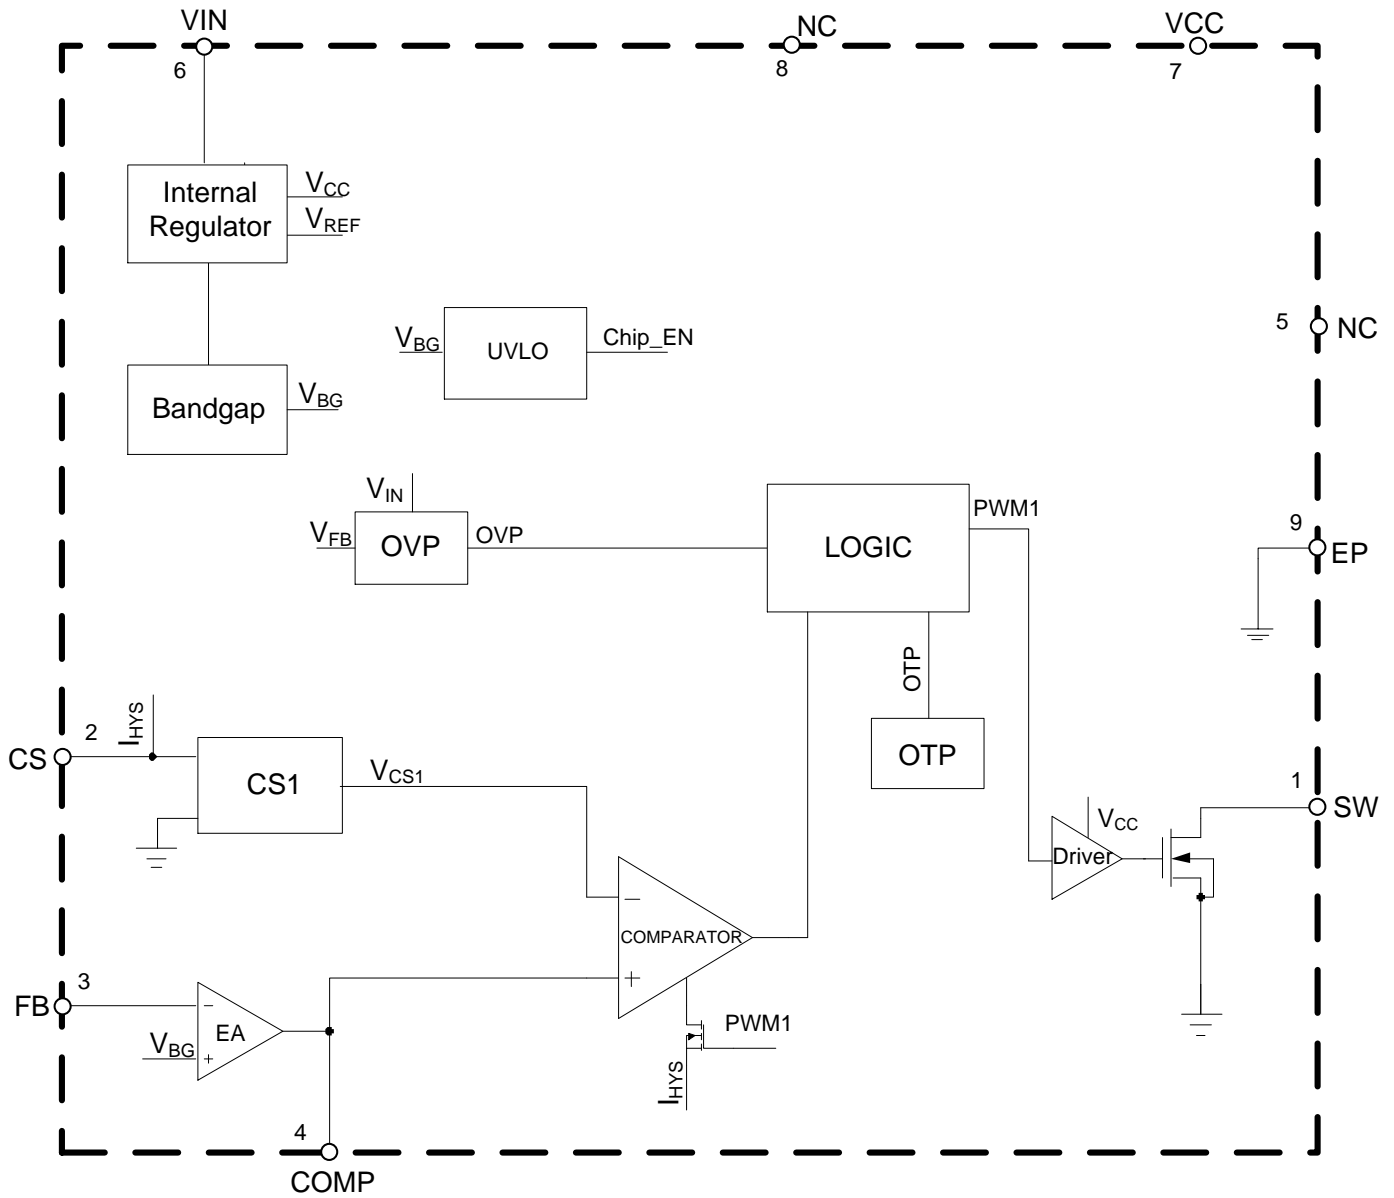 VIN
NC
VCC
6
8
7
Internal
Regulator
VCC
VREF
5
NC
VBG
UVLO
Chip_EN
Bandgap
VBG
VIN
VFB
OVP
OVP
LOGIC
PWM1
9
EP
OTP
OTP
CS
2
IHYS
CS1
VCS1
1
SW
VCC
Driver
−
COMPARATOR
+
FB
3
−
EA
VBG
+
PWM1
IHYS
4
COMP